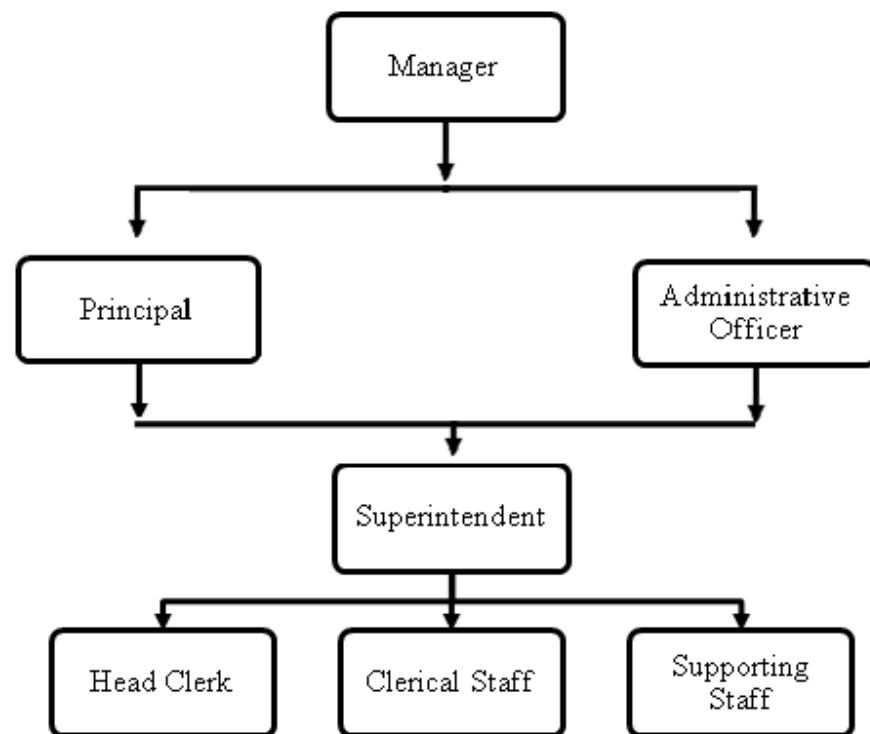 Manager
Principal
Administrative
Officer
Superintendent
Head Clerk
Clerical Staff
Supporting
Staff